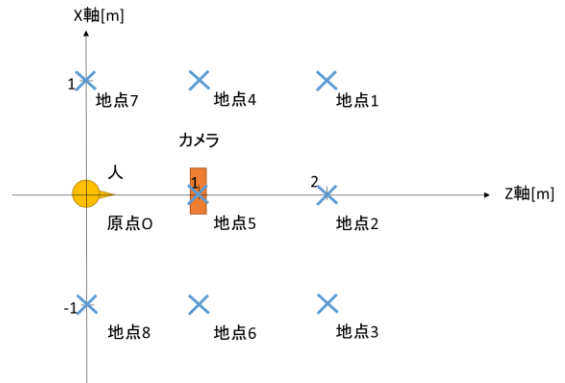 X軸[m]
1
地点7
地点4
地点1
カメラ
人
1
2
Z軸[m]
原点O
地点5
地点2
-1
地点8
地点6
地点3